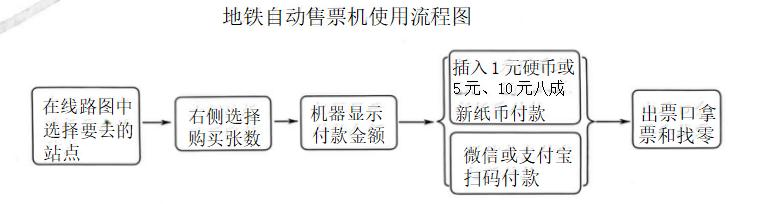 地铁自动售票机使用流程图
在线路图中
选择要去的
站点
右侧选择
购买张数
机器显示
付款金额
插入1元硬币或
5元、10元八成
新纸币付款
微信或支付宝
扫码付款
出票口拿
票和找零